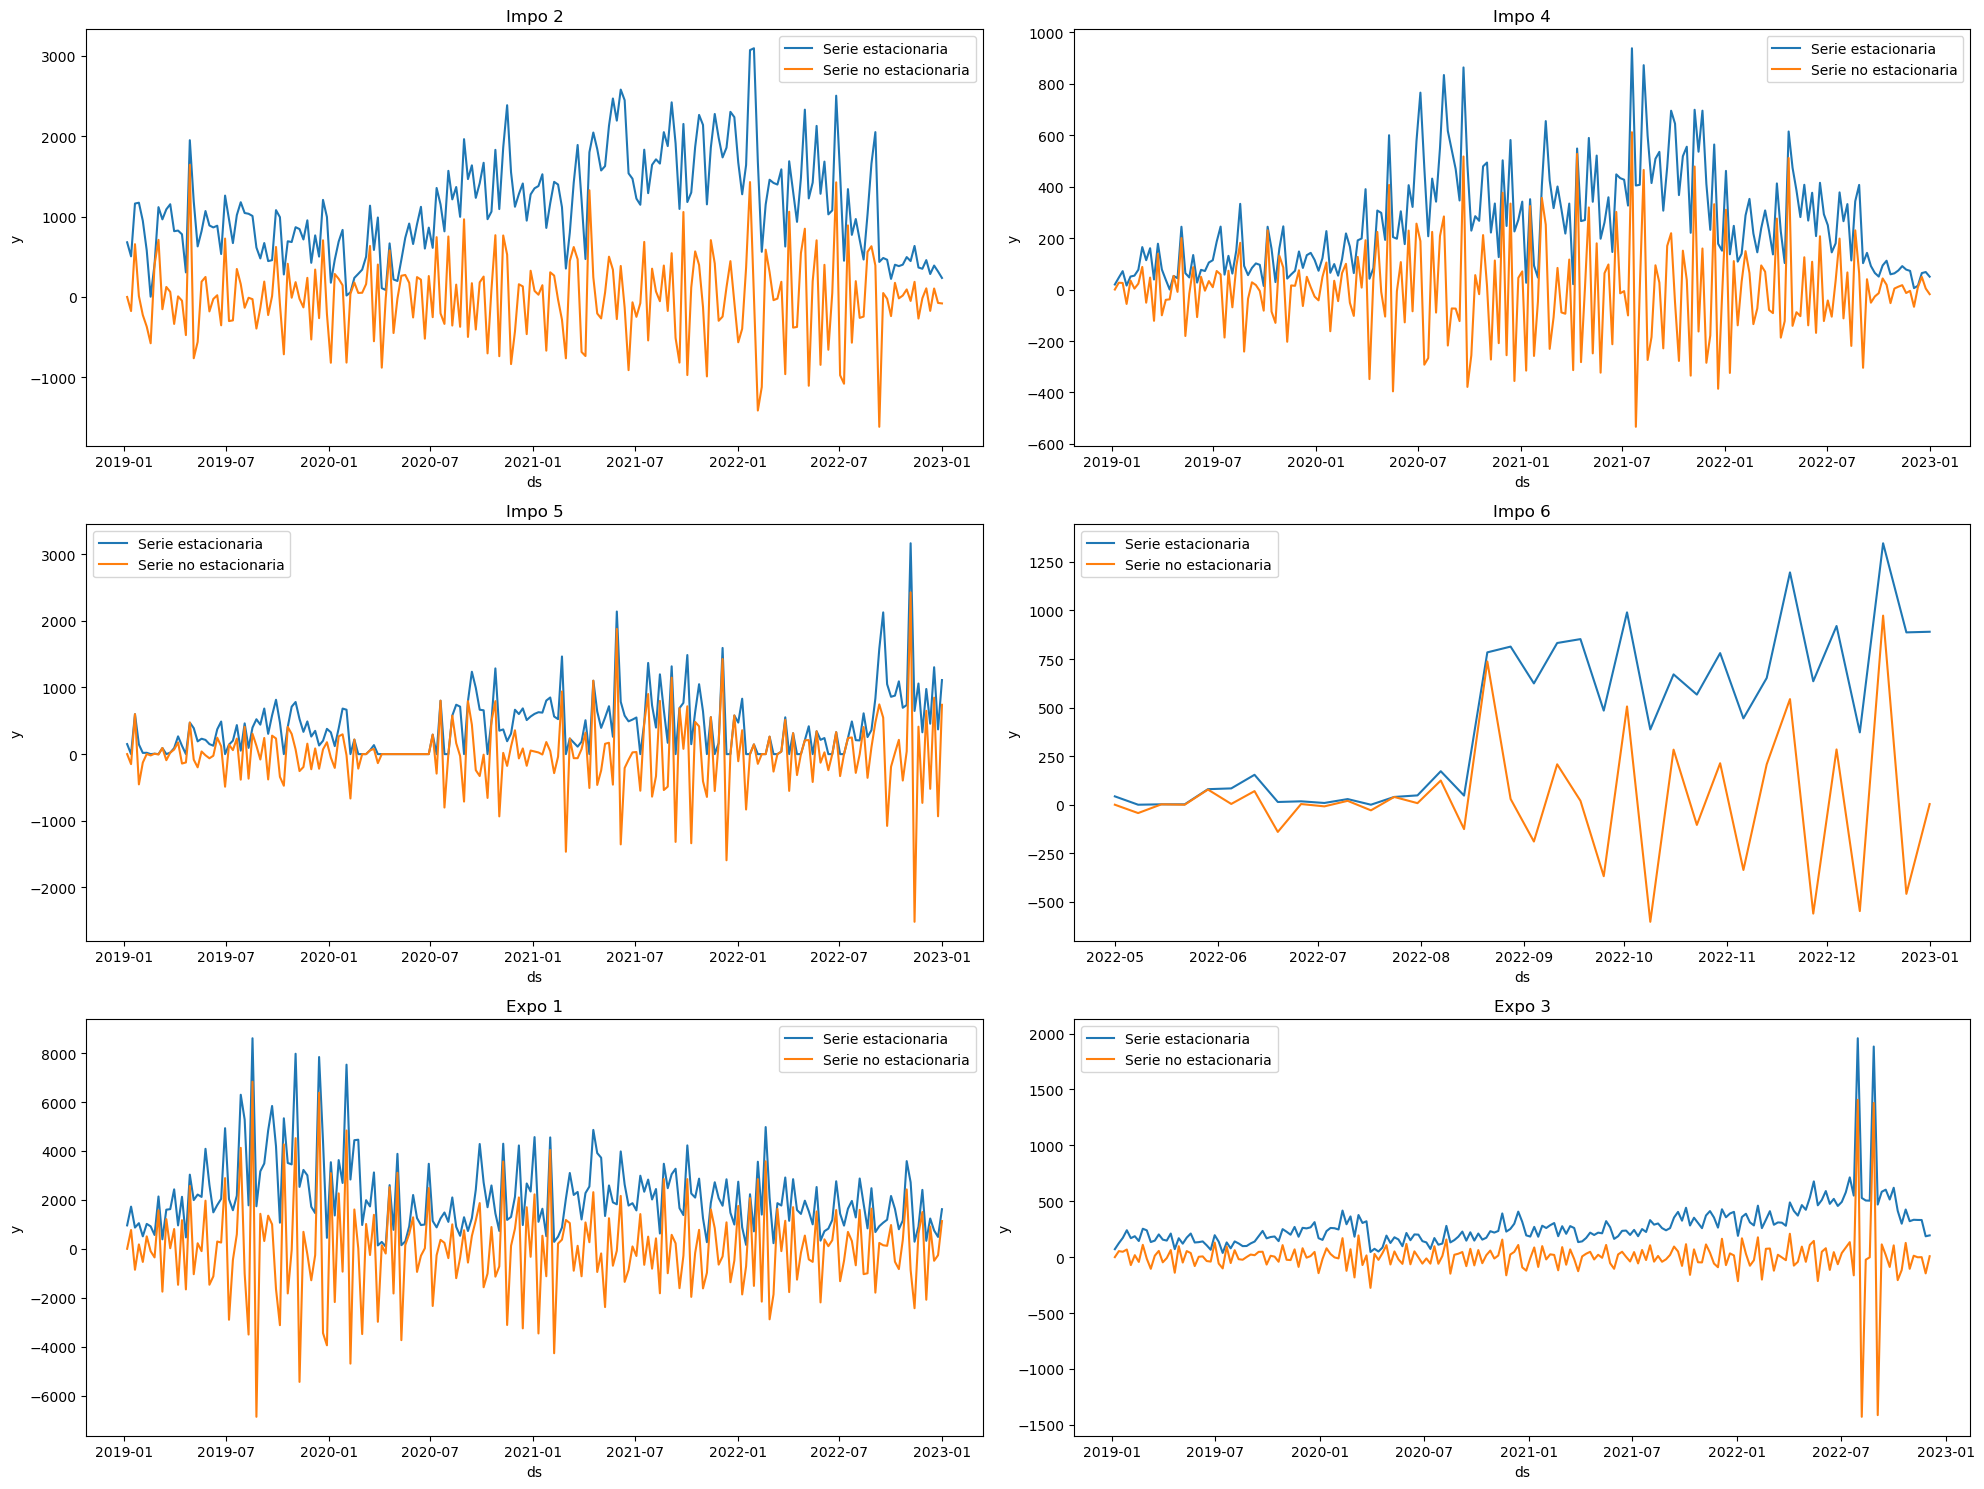 Impo 2
3000
2000
1000
0
−1000
y
Serie estacionaria
Serie no estacionaria
2019-01 2019-07 2020-01 2020-07 2021-01 2021-07 2022-01 2022-07 2023-01
ds
Impo 4
1000
800
600
400
200
0
−200
−400
−600
y
Serie estacionaria
Serie no estacionaria
2019-01 2019-07 2020-01 2020-07 2021-01 2021-07 2022-01 2022-07 2023-01
ds
Impo 5
3000
2000
1000
0
−1000
−2000
y
Serie estacionaria
Serie no estacionaria
2019-01 2019-07 2020-01 2020-07 2021-01 2021-07 2022-01 2022-07 2023-01
ds
Impo 6
1250
1000
750
500
250
0
−250
−500
y
Serie estacionaria
Serie no estacionaria
2022-05 2022-06 2022-07 2022-08 2022-09 2022-10 2022-11 2022-12 2023-01
ds
Expo 1
8000
6000
4000
2000
0
−2000
−4000
−6000
y
Serie estacionaria
Serie no estacionaria
2019-01 2019-07 2020-01 2020-07 2021-01 2021-07 2022-01 2022-07 2023-01
ds
Expo 3
2000
1500
1000
500
0
−500
−1000
−1500
y
Serie estacionaria
Serie no estacionaria
2019-01 2019-07 2020-01 2020-07 2021-01 2021-07 2022-01 2022-07 2023-01
ds